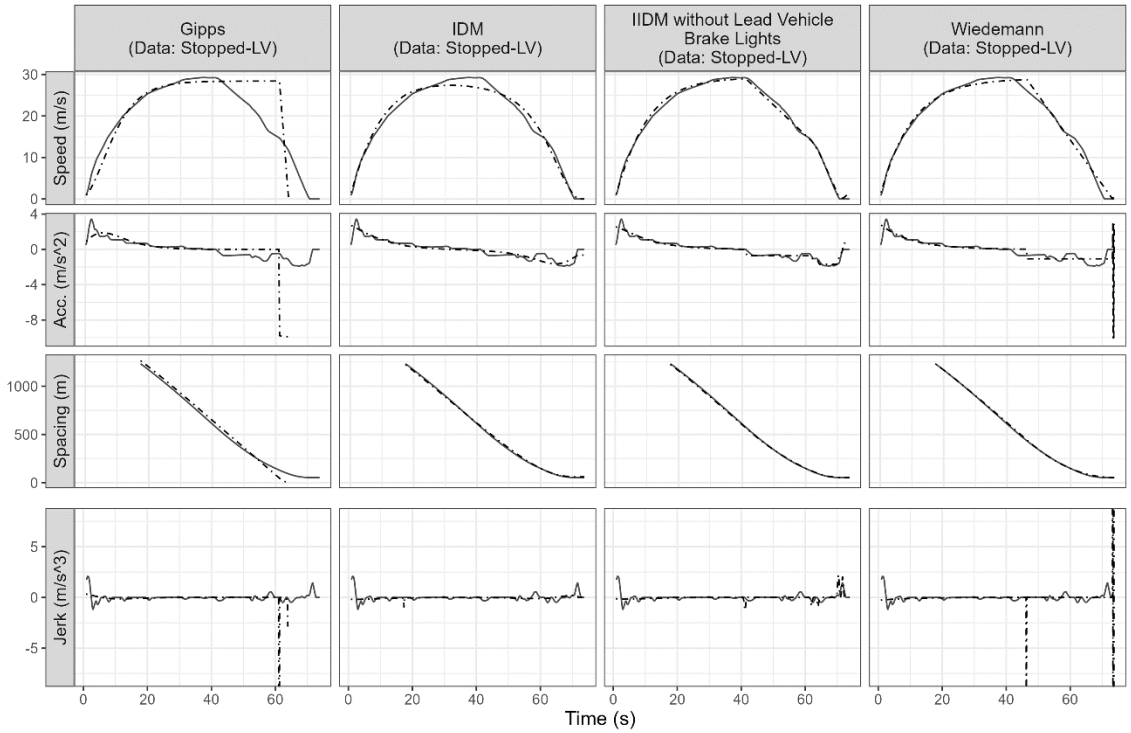 Gipps
(Data: Stopped-LV)
IDM
(Data: Stopped-LV)
IIDM without Lead Vehicle
Brake Lights
(Data: Stopped-LV)
Wiedemann
(Data: Stopped-LV)
Speed (m/s)
30
20
10
0
Acc. (m/s^2)
4
0
-4
-8
Spacing (m)
1000
500
0
Jerk (m/s^3)
5
0
-5
0 20 40 60 0 20 40 60 0 20 40 60 0 20 40 60
Time (s)